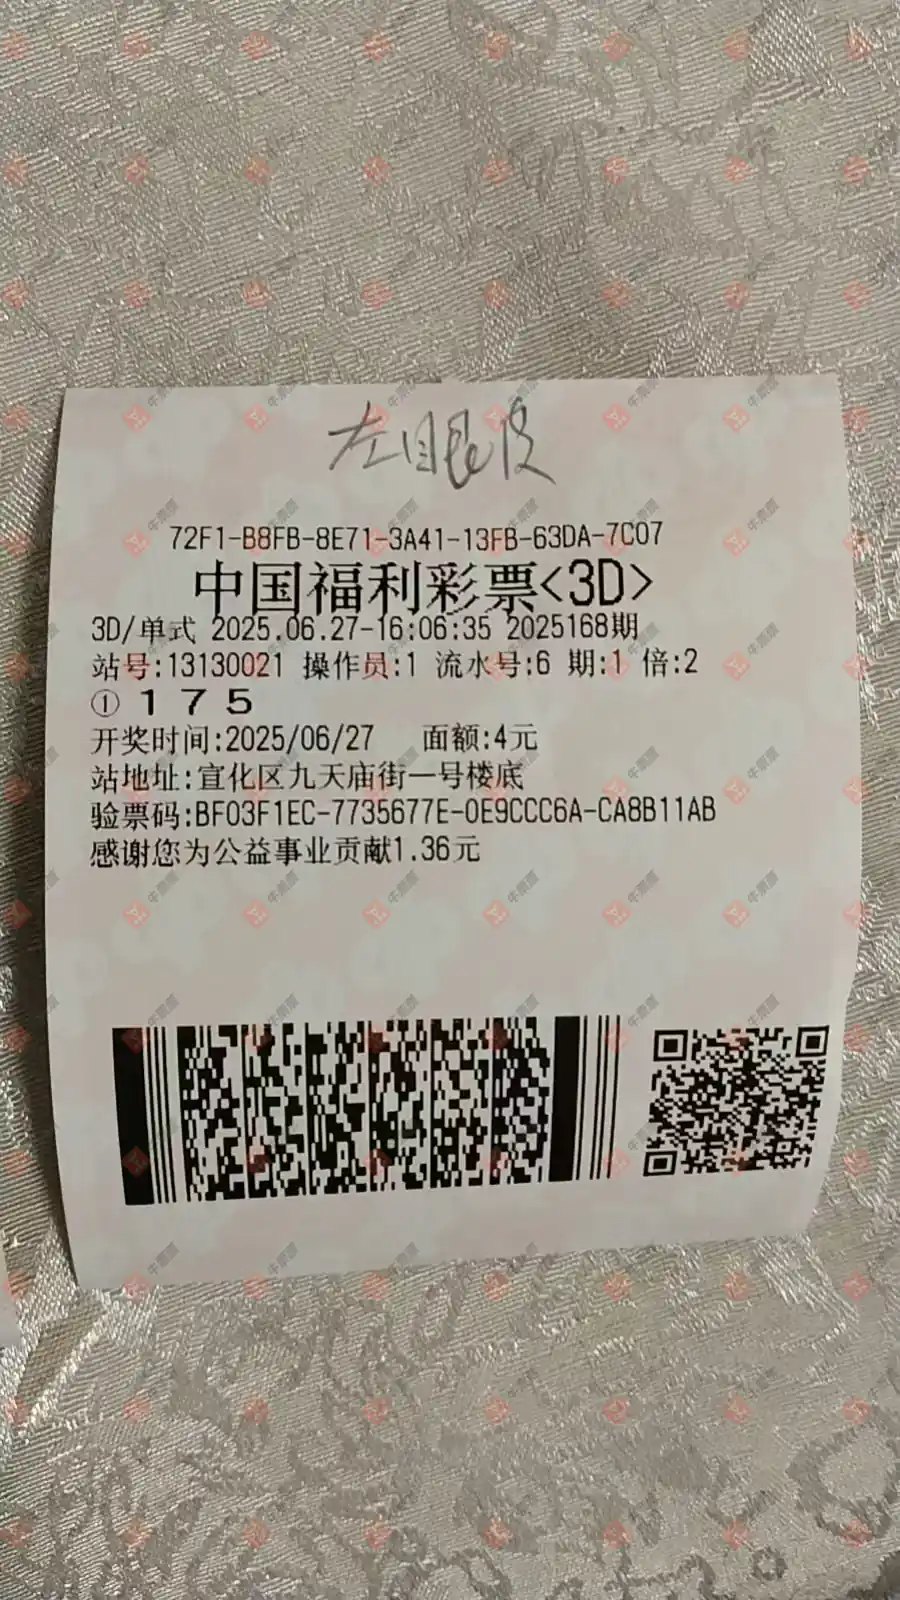 左眼皮
72F1-B8FB-8E71-3A41-13FB-63DA-7C07
中国福利彩票<3D>
3D/单式 2025.06.27-16:06:35 2025168期
站号:13130021 操作员:1 流水号:6 期:1 倍:2
① 1 7 5
开奖时间:2025/06/27 面额:4元
站地址:宣化区九天庙街一号楼底
验票码:BF03F1EC-7735677E-0E9CCC6A-CA8B11AB
感谢您为公益事业贡献1.36元